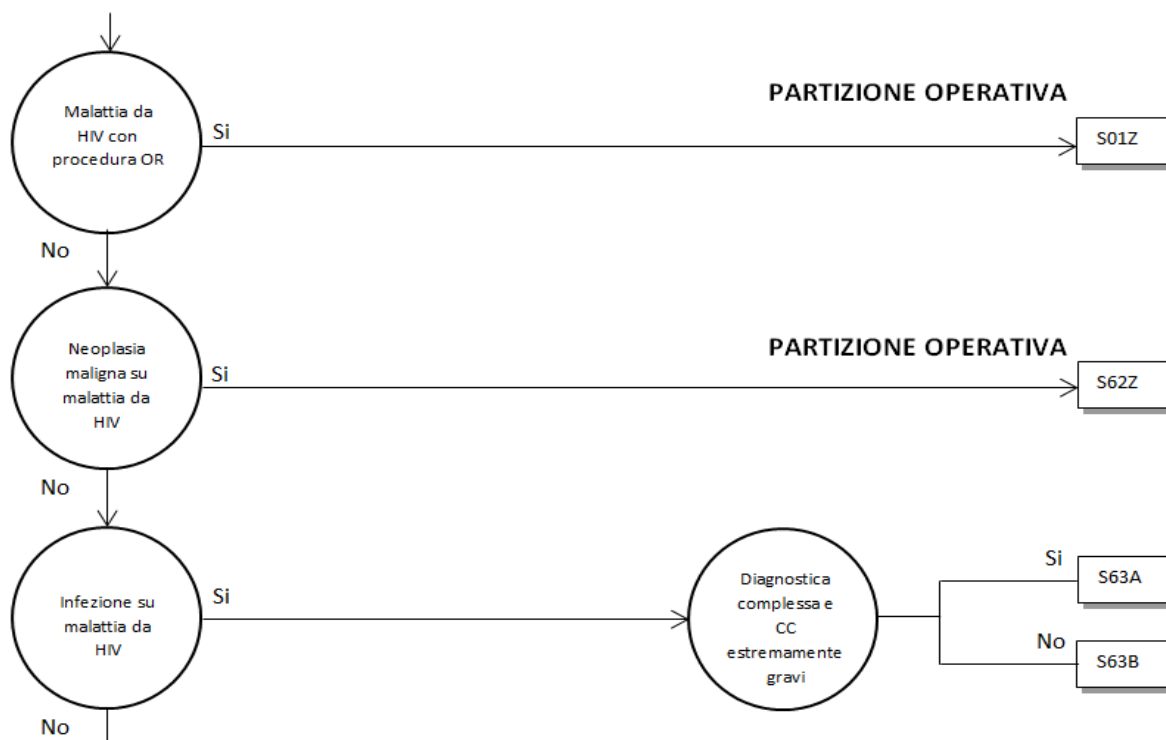 PARTIZIONE OPERATIVA
Malattia da
HIV con
procedura OR
Si
S01Z
No
PARTIZIONE OPERATIVA
Neoplasia
maligna su
malattia da
HIV
Si
S62Z
No
Infezione su
malattia da
HIV
Si
Diagnostica
complessa e
CC
estremamente
gravi
Si
S63A
No
S63B
No